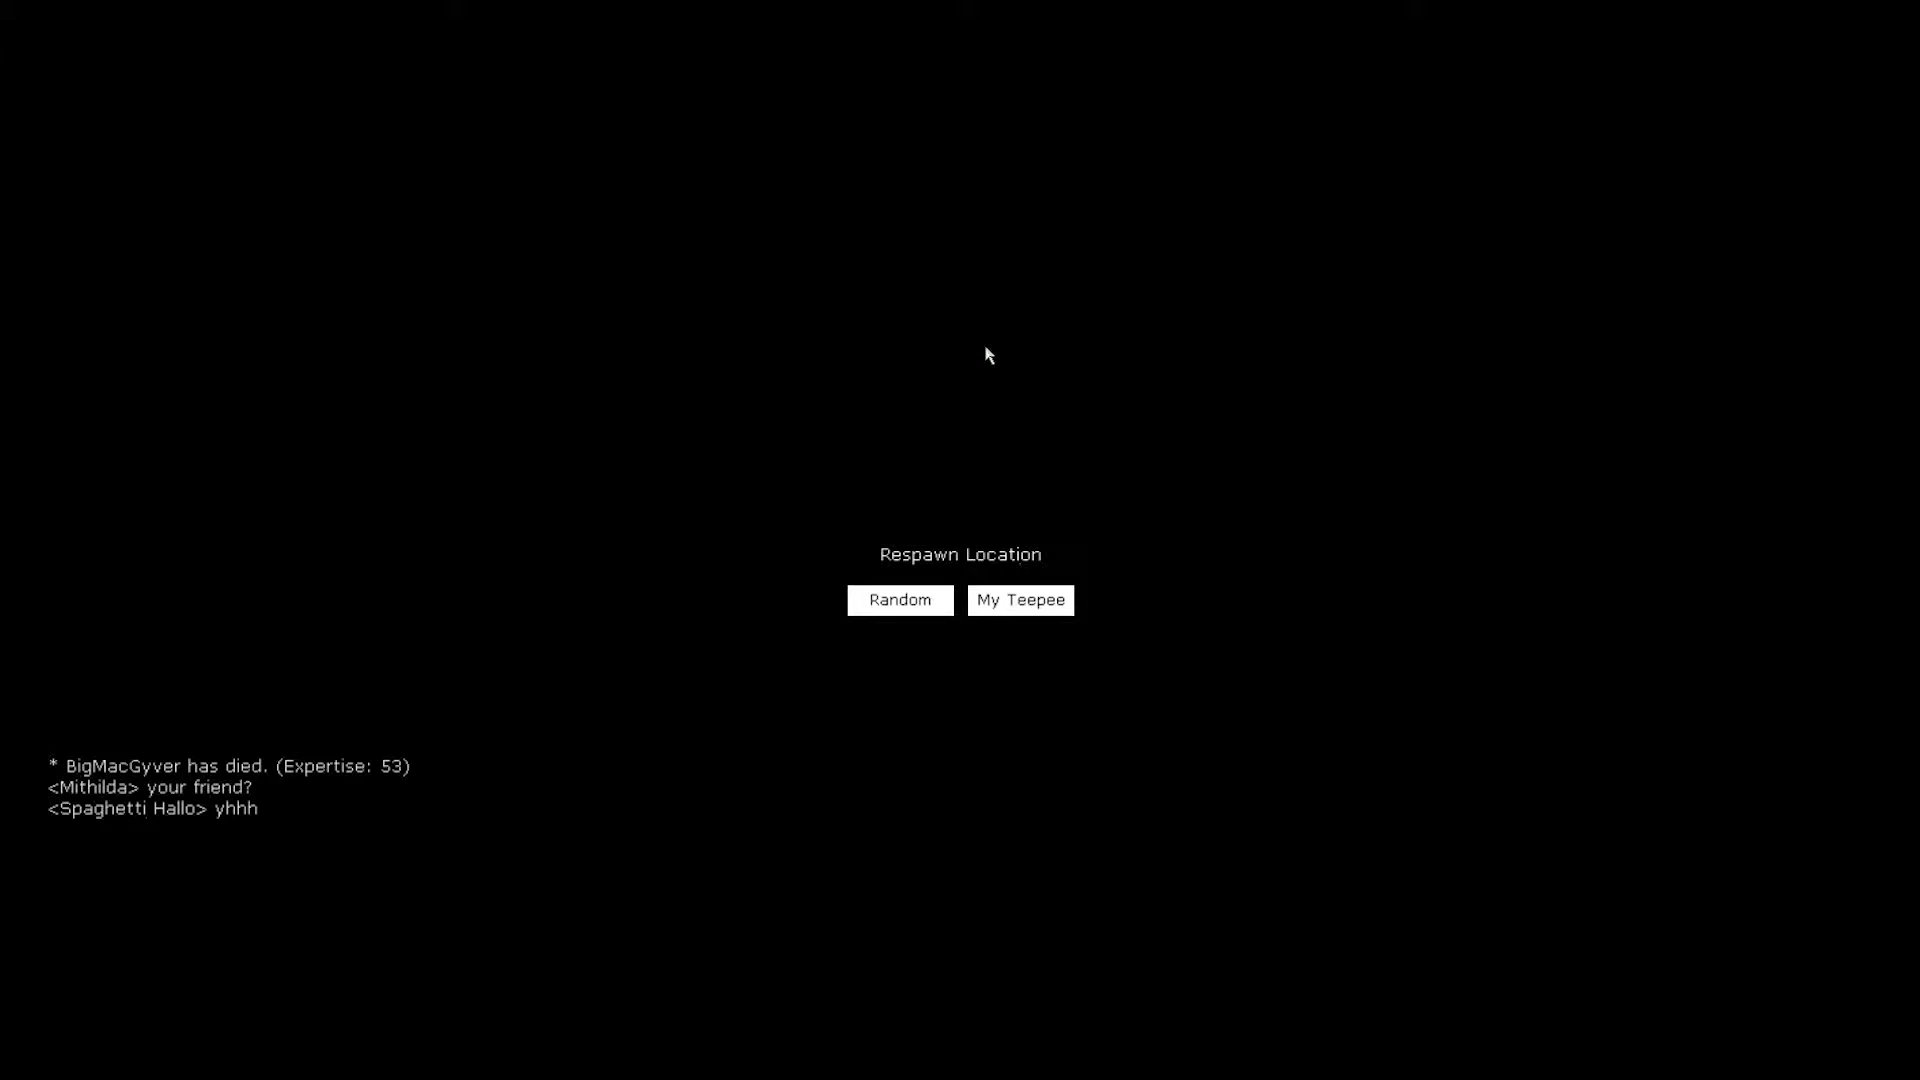 Respawn Location
Random My Teepee
* BigMacGyver has died. (Expertise: 53)
<Mithilda> your friend?
<Spaghetti Hallo> yhhh